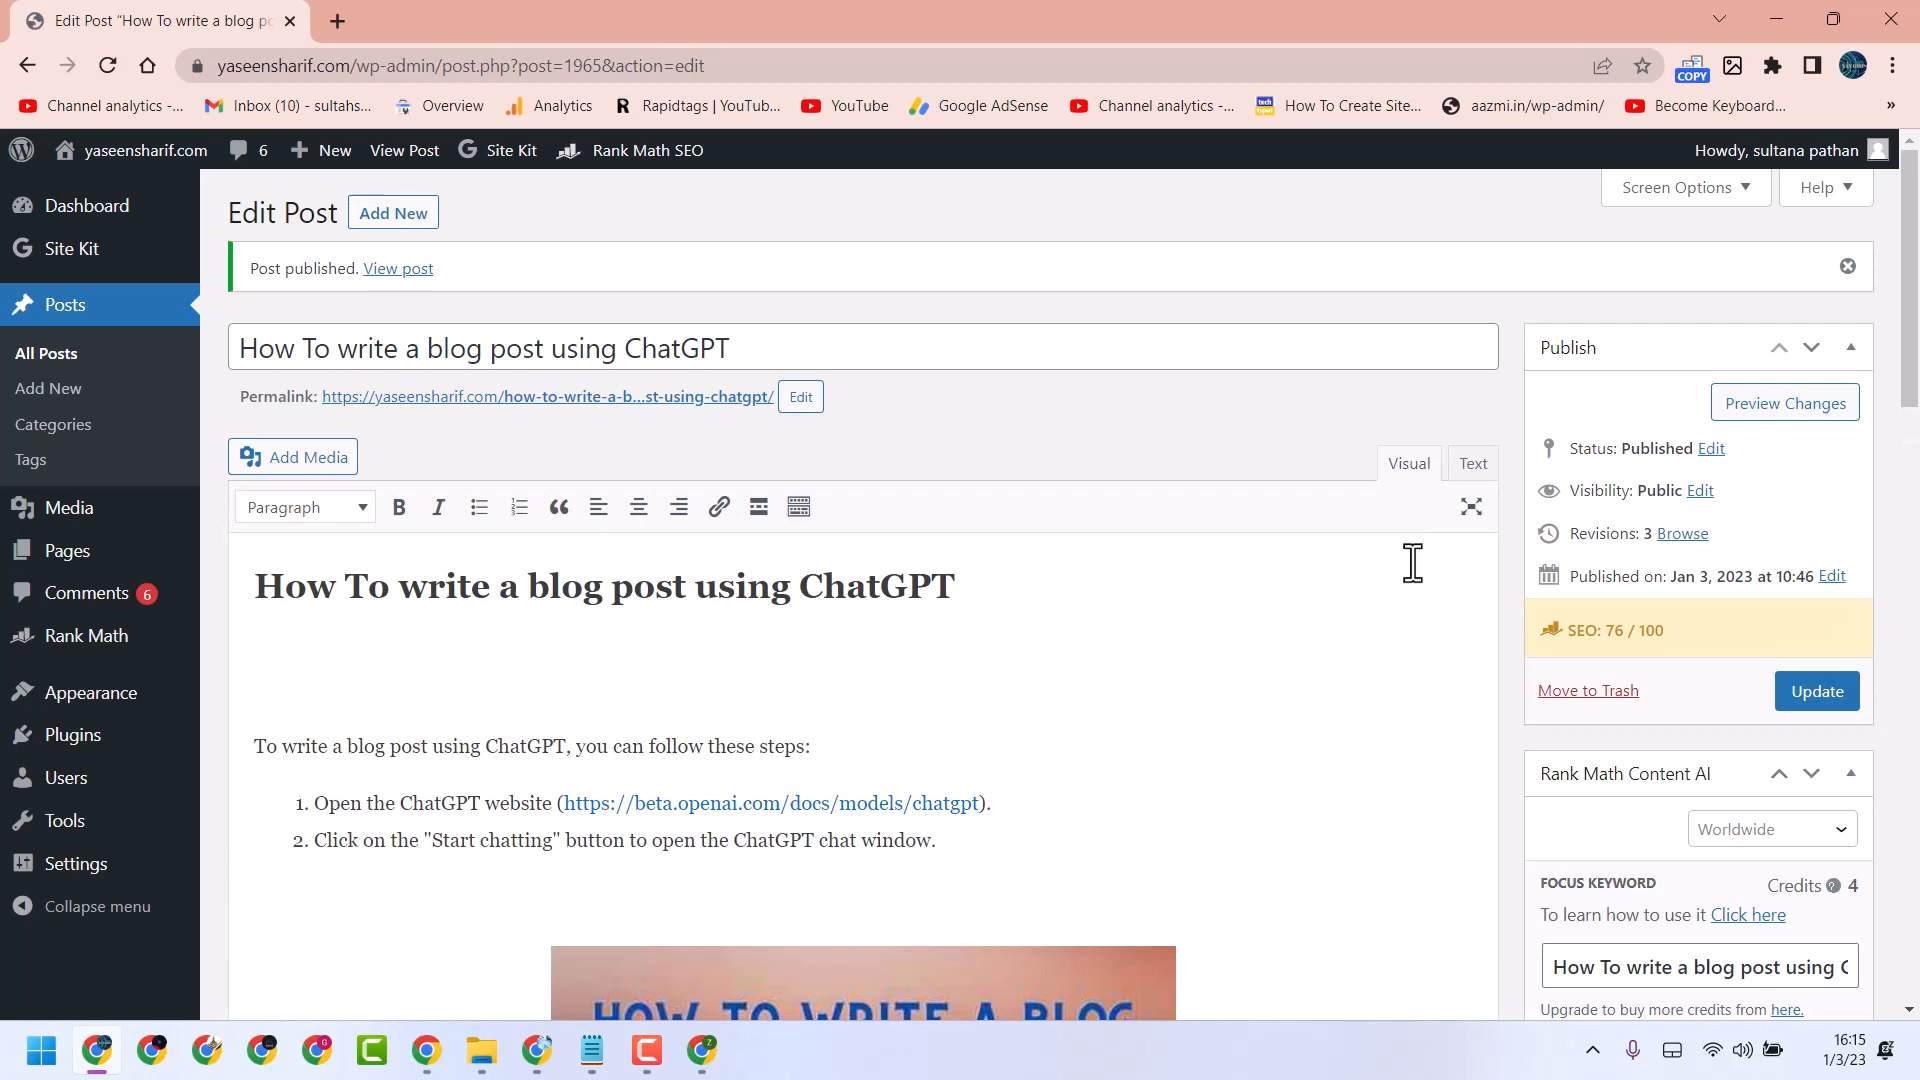 Edit Post "How To write a blog po
yaseensharif.com/wp-admin/post.php?post=1965&action=edit
COPY
Channel analytics -...
Inbox (10) - sultahs...
Overview
Analytics
Rapidtags | YouTub...
YouTube
Google AdSense
Channel analytics -...
How To Create Site...
aazmi.in/wp-admin/
Become Keyboard...
»
yaseensharif.com
6
New
View Post
Site Kit
Rank Math SEO
Howdy, sultana pathan
Dashboard
Site Kit
Posts
All Posts
Add New
Categories
Tags
Media
Pages
Comments 6
Rank Math
Appearance
Plugins
Users
Tools
Settings
Collapse menu
Screen Options
Help
Edit Post
Add New
Post published. View post
How To write a blog post using ChatGPT
Permalink: https://yaseensharif.com/how-to-write-a-b...st-using-chatgpt/ Edit
Add Media
Visual
Text
Paragraph
How To write a blog post using ChatGPT
To write a blog post using ChatGPT, you can follow these steps:
1. Open the ChatGPT website (https://beta.openai.com/docs/models/chatgpt).
2. Click on the "Start chatting" button to open the ChatGPT chat window.
HOW TO WRITE A BLOG
Publish
Preview Changes
Status: Published Edit
Visibility: Public Edit
Revisions: 3 Browse
Published on: Jan 3, 2023 at 10:46 Edit
SEO: 76 / 100
Move to Trash
Update
Rank Math Content AI
Worldwide
FOCUS KEYWORD
Credits 4
To learn how to use it Click here
How To write a blog post using C
Upgrade to buy more credits from here.
16:15
1/3/23